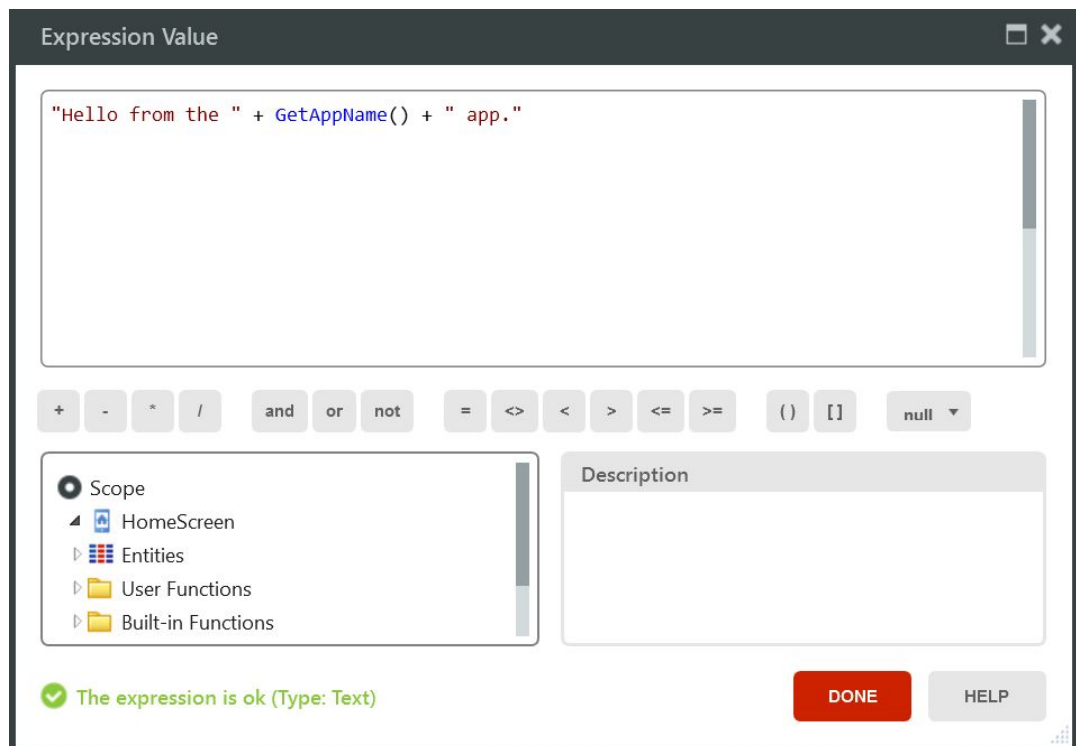 Expression Value
"Hello from the " + GetAppName() + " app."
+ - * / and or not = <> < > <= >= () [] null
Scope
HomeScreen
Entities
User Functions
Built-in Functions
Description
The expression is ok (Type: Text)
DONE HELP